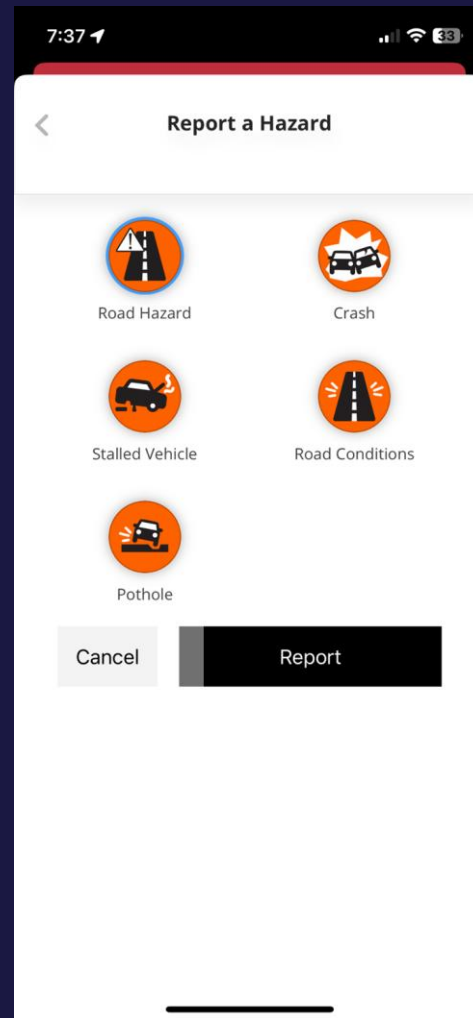 7:37
33
Report a Hazard
Road Hazard
Crash
Stalled Vehicle
Road Conditions
Pothole
Cancel
Report